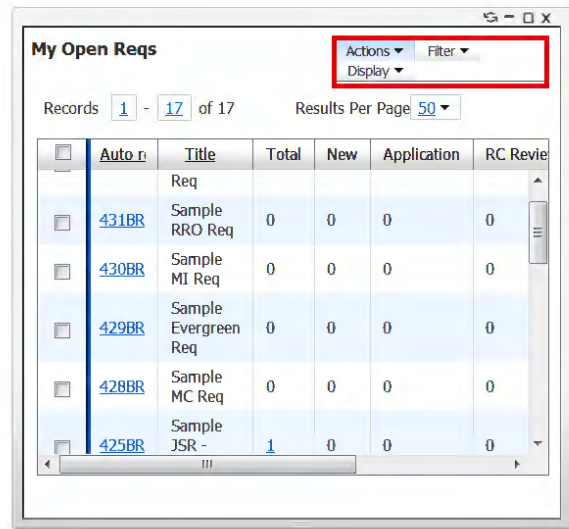 My Open Reqs
Actions Filter
Display
Records 1 - 17 of 17 Results Per Page 50
Auto r Title Total New Application RC Revie
Req
431BR Sample RRO Req 0 0 0 0
430BR Sample MI Req 0 0 0 0
429BR Sample Evergreen Req 0 0 0 0
428BR Sample MC Req 0 0 0 0
425BR Sample JSR - 1 0 0 0